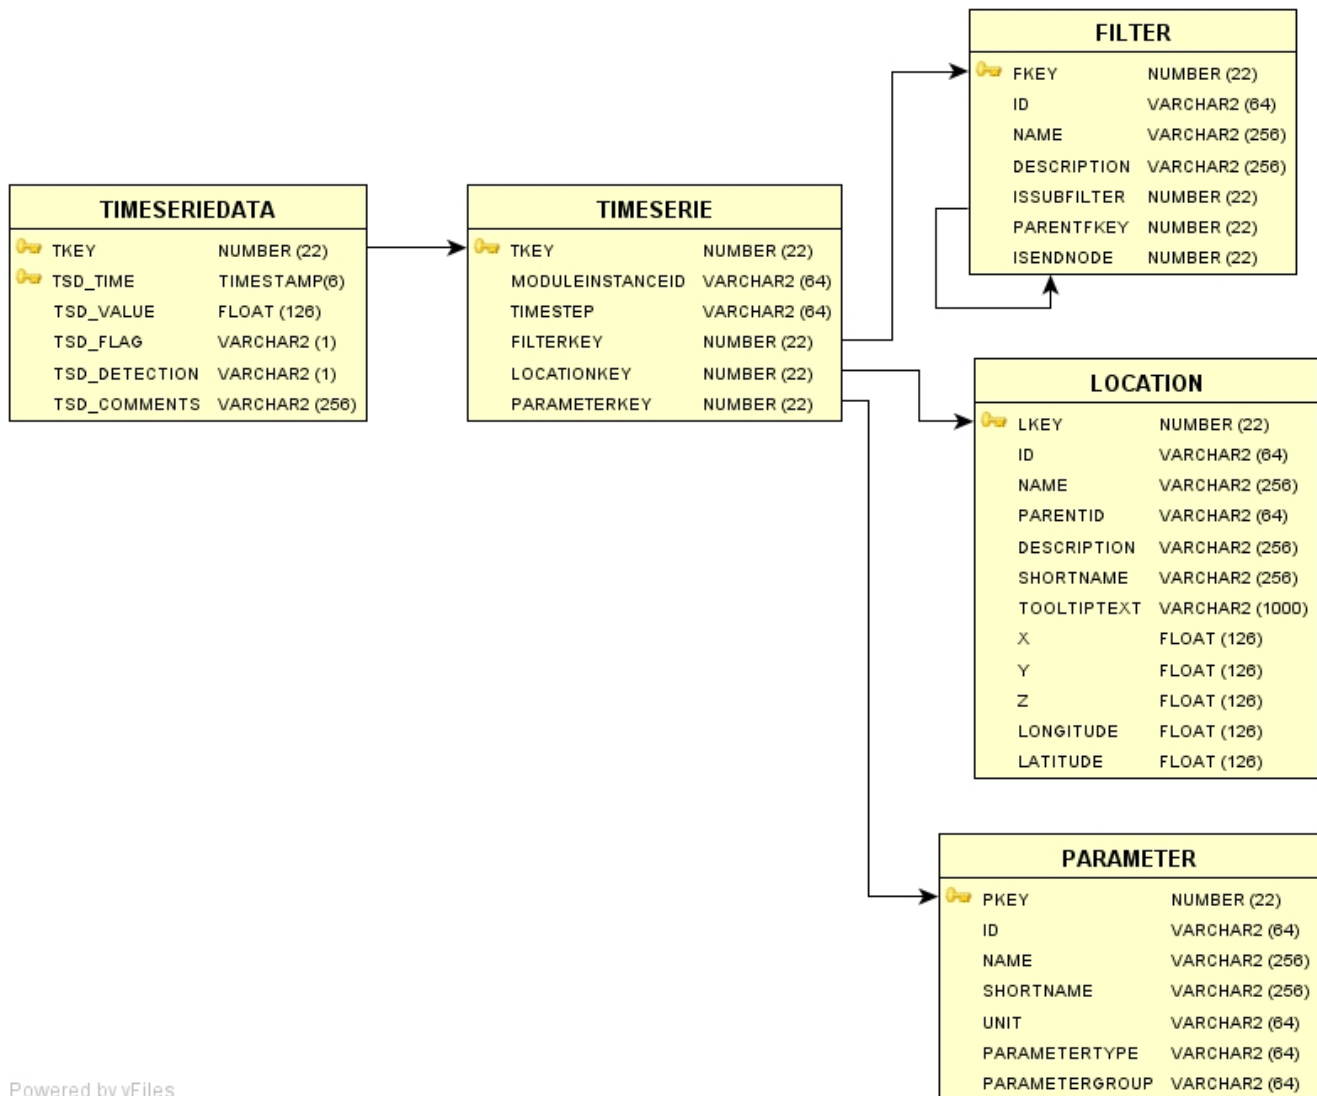 FILTER
FKEY NUMBER (22)
ID VARCHAR2 (64)
NAME VARCHAR2 (256)
DESCRIPTION VARCHAR2 (256)
ISSUBFILTER NUMBER (22)
PARENTFKEY NUMBER (22)
ISENDNODE NUMBER (22)
TIMESERIEDATA
TKEY NUMBER (22)
TSD_TIME TIMESTAMP(6)
TSD_VALUE FLOAT (126)
TSD_FLAG VARCHAR2 (1)
TSD_DETECTION VARCHAR2 (1)
TSD_COMMENTS VARCHAR2 (256)
TIMESERIE
TKEY NUMBER (22)
MODULEINSTANCEID VARCHAR2 (64)
TIMESTEP VARCHAR2 (64)
FILTERKEY NUMBER (22)
LOCATIONKEY NUMBER (22)
PARAMETERKEY NUMBER (22)
LOCATION
LKEY NUMBER (22)
ID VARCHAR2 (64)
NAME VARCHAR2 (256)
PARENTID VARCHAR2 (64)
DESCRIPTION VARCHAR2 (256)
SHORTNAME VARCHAR2 (256)
TOOLTIPTEXT VARCHAR2 (1000)
X FLOAT (126)
Y FLOAT (126)
Z FLOAT (126)
LONGITUDE FLOAT (126)
LATITUDE FLOAT (126)
PARAMETER
PKEY NUMBER (22)
ID VARCHAR2 (64)
NAME VARCHAR2 (256)
SHORTNAME VARCHAR2 (256)
UNIT VARCHAR2 (64)
PARAMETERTYPE VARCHAR2 (64)
PARAMETERGROUP VARCHAR2 (64)
Powered by yFiles